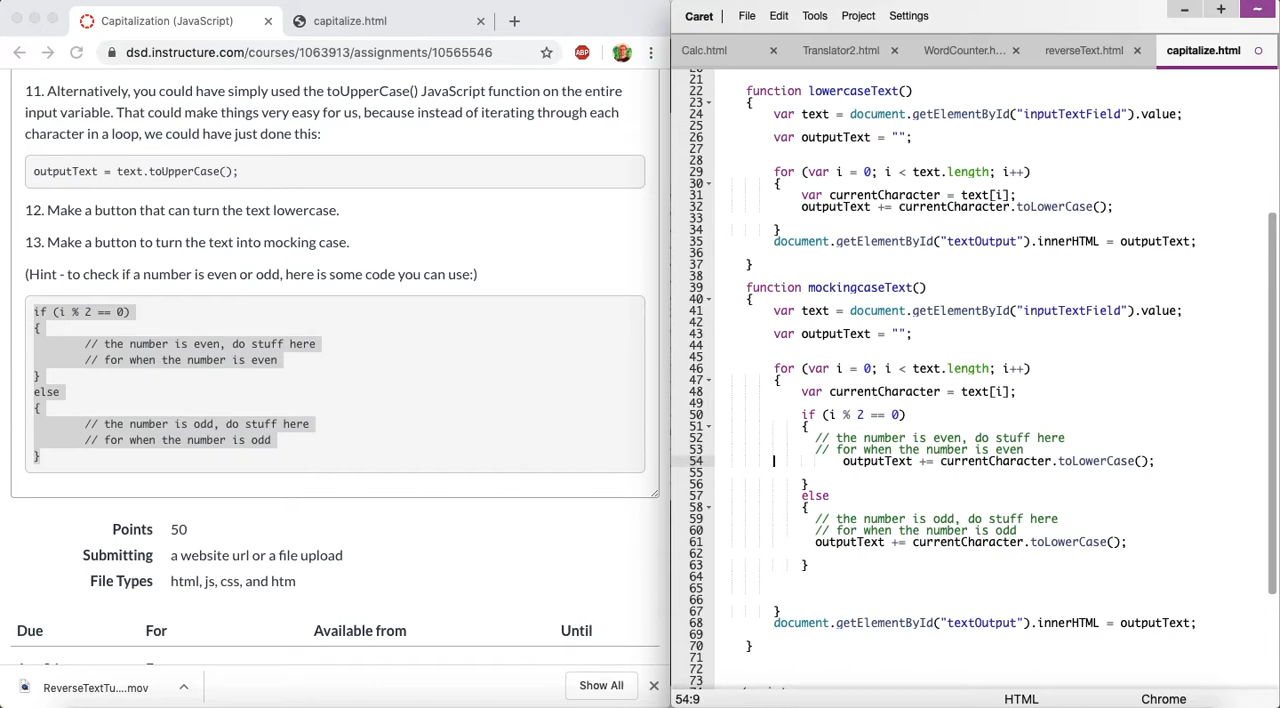 Capitalization (JavaScript)
capitalize.html
dsd.instructure.com/courses/1063913/assignments/10565546
ABP
11. Alternatively, you could have simply used the toUpperCase() JavaScript function on the entire
input variable. That could make things very easy for us, because instead of iterating through each
character in a loop, we could have just done this:
outputText = text.toUpperCase();
12. Make a button that can turn the text lowercase.
13. Make a button to turn the text into mocking case.
(Hint - to check if a number is even or odd, here is some code you can use:)
if (i % 2 == 0)
{
// the number is even, do stuff here
// for when the number is even
}
else
{
// the number is odd, do stuff here
// for when the number is odd
}
Points 50
Submitting a website url or a file upload
File Types html, js, css, and htm
Due For Available from Until
ReverseTextTu....mov
Show All
Caret File Edit Tools Project Settings
Calc.html Translator2.html WordCounter.h... reverseText.html capitalize.html
21
22 function lowercaseText()
23 {
24 var text = document.getElementById("inputTextField").value;
25
26 var outputText = "";
27
28
29 for (var i = 0; i < text.length; i++)
30 {
31 var currentCharacter = text[i];
32 outputText += currentCharacter.toLowerCase();
33
34 }
35 document.getElementById("textOutput").innerHTML = outputText;
36
37 }
38
39 function mockingcaseText()
40 {
41 var text = document.getElementById("inputTextField").value;
42
43 var outputText = "";
44
45
46 for (var i = 0; i < text.length; i++)
47 {
48 var currentCharacter = text[i];
49
50 if (i % 2 == 0)
51 {
52 // the number is even, do stuff here
53 // for when the number is even
54 outputText += currentCharacter.toLowerCase();
55
56 }
57 else
58 {
59 // the number is odd, do stuff here
60 // for when the number is odd
61 outputText += currentCharacter.toLowerCase();
62
63 }
64
65
66
67 }
68 document.getElementById("textOutput").innerHTML = outputText;
69
70 }
71
72
73
54:9 HTML Chrome